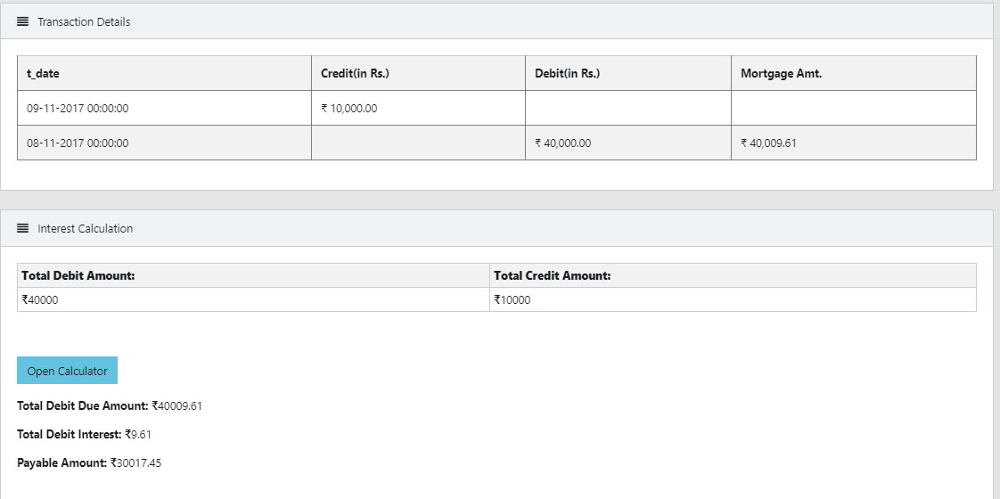 Transaction Details
t_date Credit(in Rs.) Debit(in Rs.) Mortgage Amt.
09-11-2017 00:00:00 ₹ 10,000.00
08-11-2017 00:00:00 ₹ 40,000.00 ₹ 40,009.61
Interest Calculation
Total Debit Amount: Total Credit Amount:
₹40000 ₹10000
Open Calculator
Total Debit Due Amount: ₹40009.61
Total Debit Interest: ₹9.61
Payable Amount: ₹30017.45